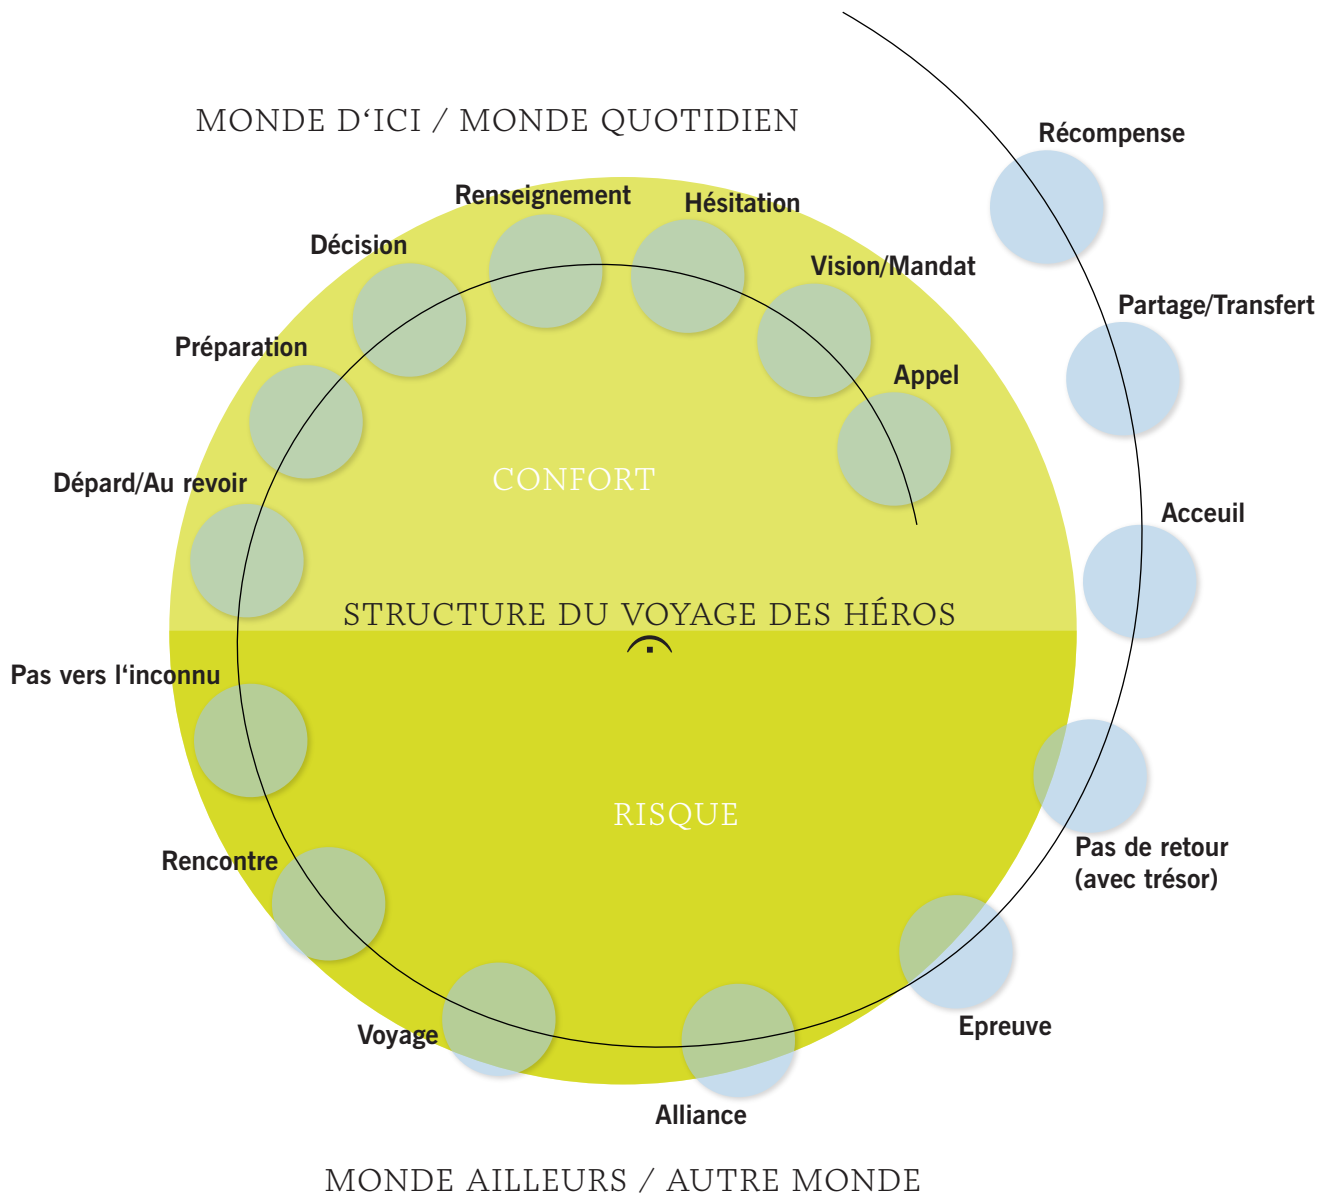 MONDE D‘ICI / MONDE QUOTIDIEN
Récompense
Renseignement
Hésitation
Décision
Vision/Mandat
Partage/Transfert
Préparation
Appel
CONFORT
Dépard/Au revoir
Acceuil
STRUCTURE DU VOYAGE DES HÉROS
Pas vers l‘inconnu
RISQUE
Pas de retour
(avec trésor)
Rencontre
Epreuve
Voyage
Alliance
MONDE AILLEURS / AUTRE MONDE